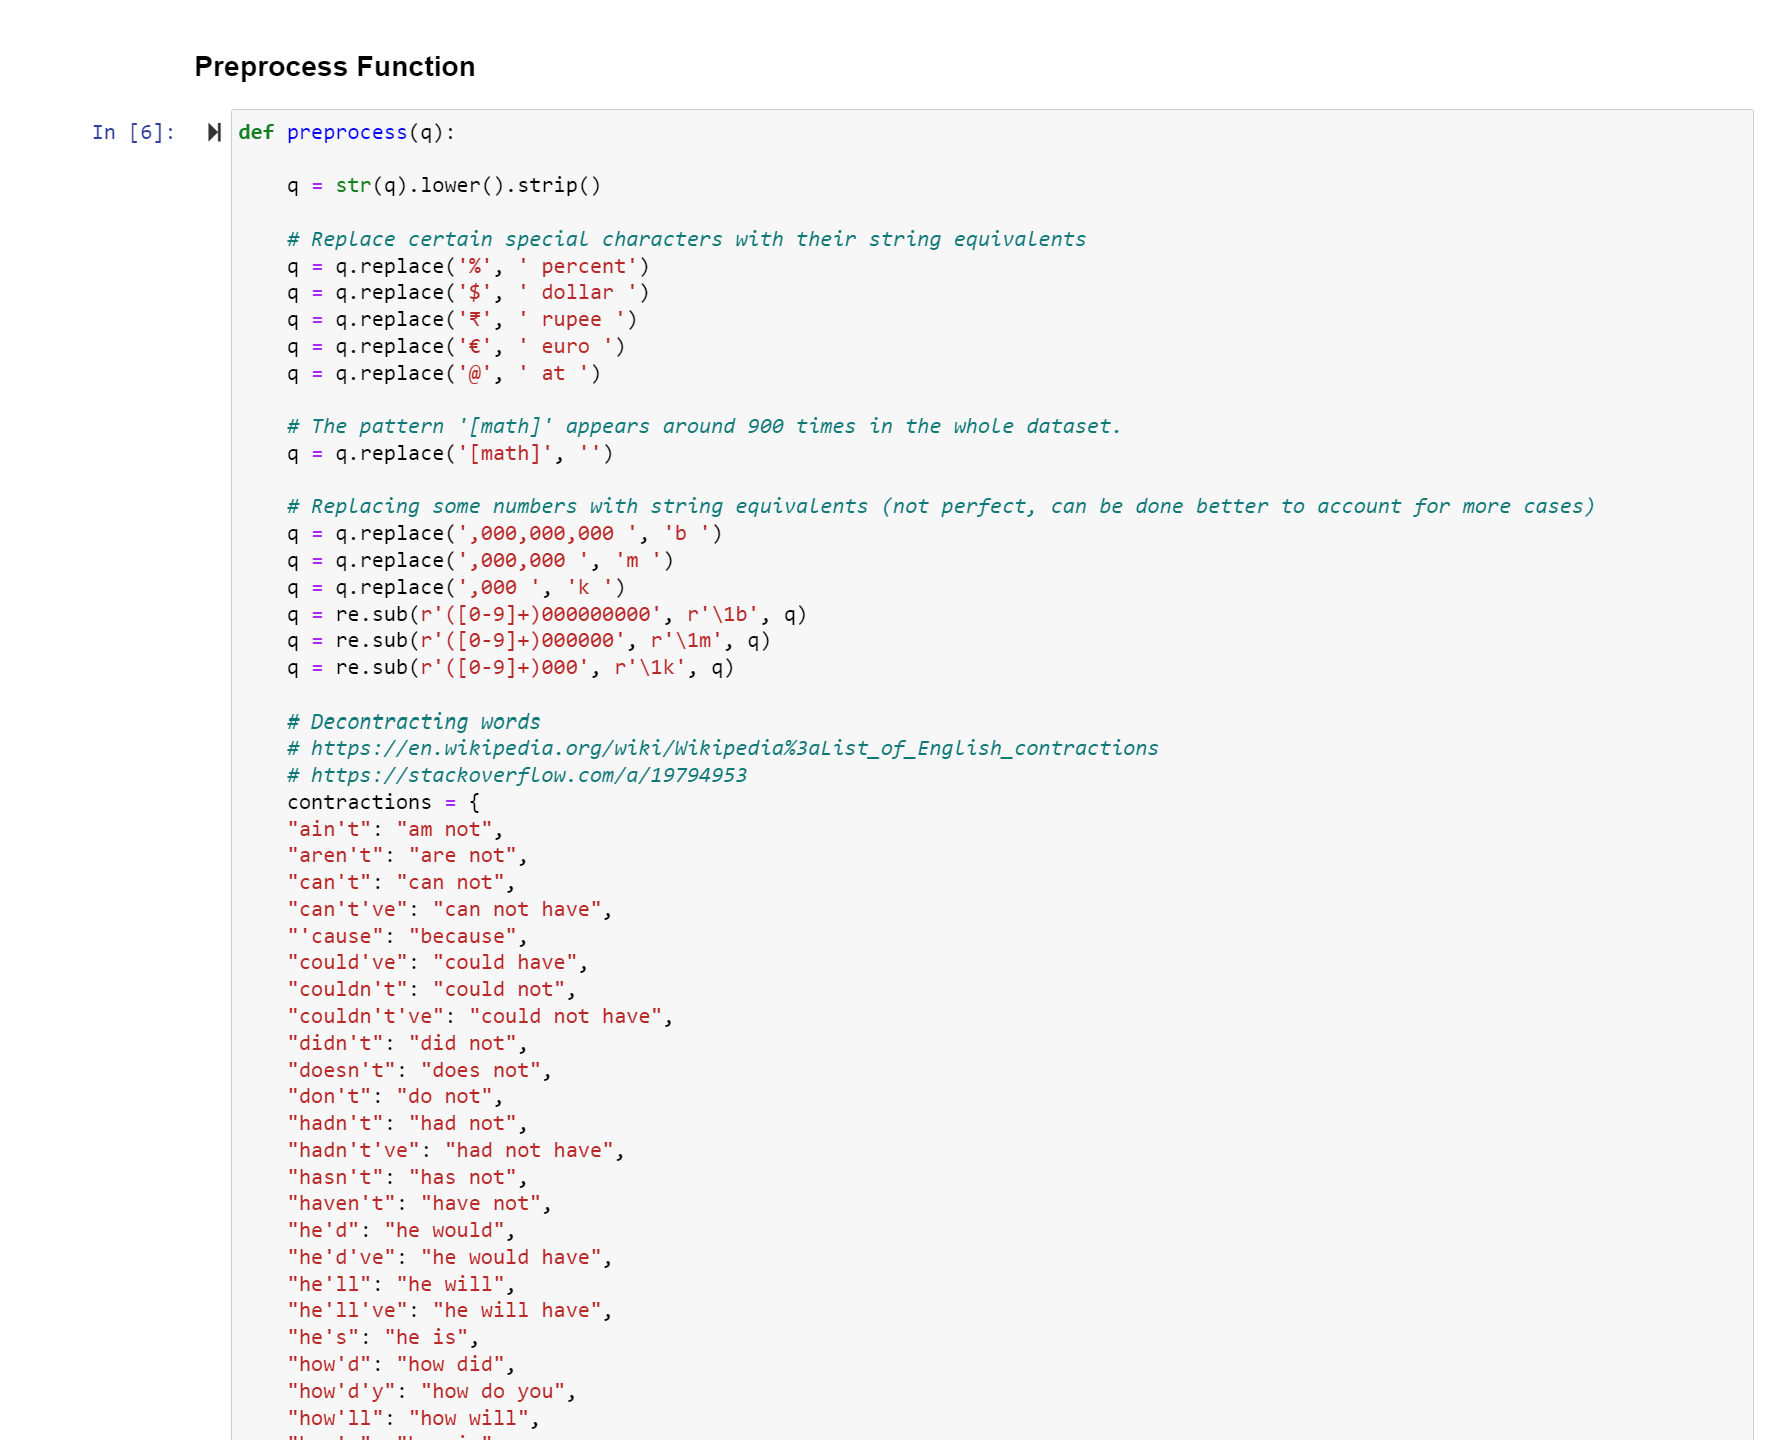 Preprocess Function
In [6]:
def preprocess(q):
q = str(q).lower().strip()
# Replace certain special characters with their string equivalents
q = q.replace('%', ' percent')
q = q.replace('$', ' dollar ')
q = q.replace('₹', ' rupee ')
q = q.replace('€', ' euro ')
q = q.replace('@', ' at ')
# The pattern '[math]' appears around 900 times in the whole dataset.
q = q.replace('[math]', '')
# Replacing some numbers with string equivalents (not perfect, can be done better to account for more cases)
q = q.replace(',000,000,000 ', 'b ')
q = q.replace(',000,000 ', 'm ')
q = q.replace(',000 ', 'k ')
q = re.sub(r'([0-9]+)000000000', r'\1b', q)
q = re.sub(r'([0-9]+)000000', r'\1m', q)
q = re.sub(r'([0-9]+)000', r'\1k', q)
# Decontracting words
# https://en.wikipedia.org/wiki/Wikipedia%3aList_of_English_contractions
# https://stackoverflow.com/a/19794953
contractions = {
"ain't": "am not",
"aren't": "are not",
"can't": "can not",
"can't've": "can not have",
"'cause": "because",
"could've": "could have",
"couldn't": "could not",
"couldn't've": "could not have",
"didn't": "did not",
"doesn't": "does not",
"don't": "do not",
"hadn't": "had not",
"hadn't've": "had not have",
"hasn't": "has not",
"haven't": "have not",
"he'd": "he would",
"he'd've": "he would have",
"he'll": "he will",
"he'll've": "he will have",
"he's": "he is",
"how'd": "how did",
"how'd'y": "how do you",
"how'll": "how will",